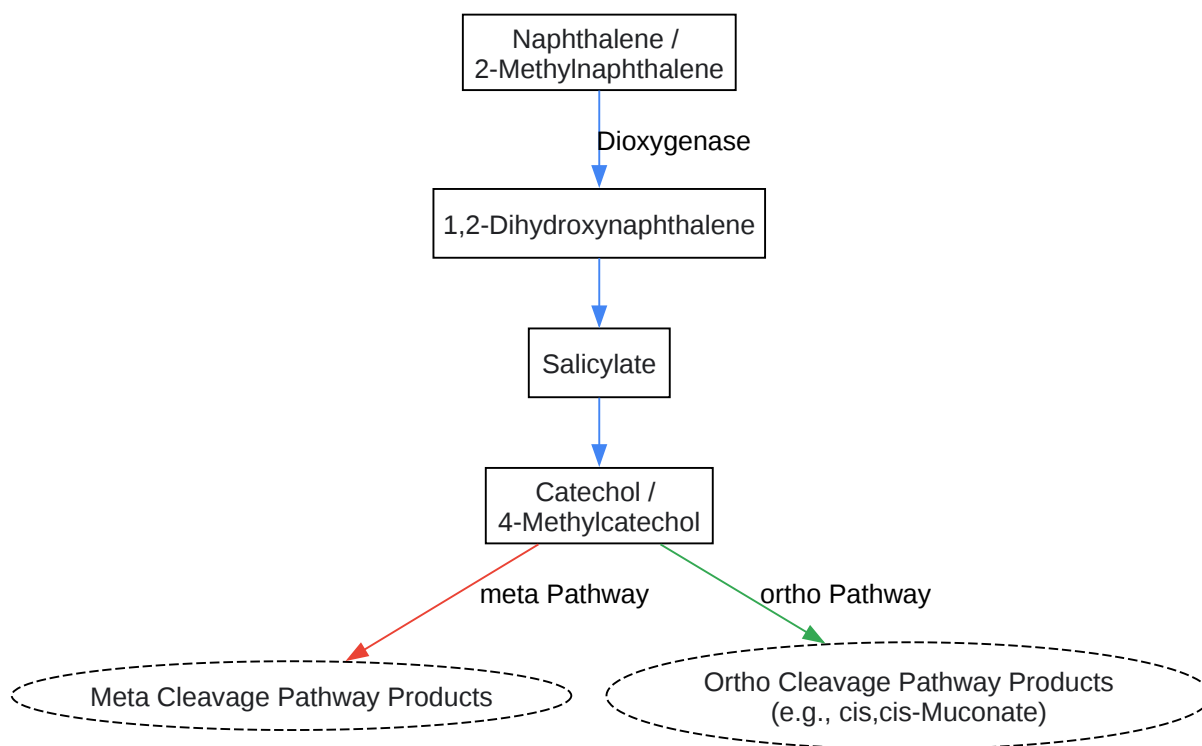 Naphthalene /
2-Methylnaphthalene
Dioxygenase
1,2-Dihydroxynaphthalene
Salicylate
Catechol /
4-Methylcatechol
meta Pathway
ortho Pathway
Meta Cleavage Pathway Products
Ortho Cleavage Pathway Products
(e.g., cis,cis-Muconate)